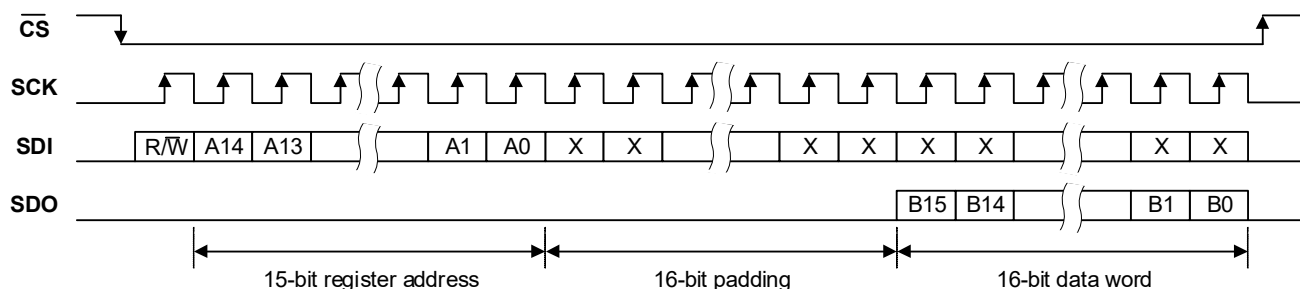 CS
SCK
SDI R/W A14 A13 A1 A0 X X X X X X X X
SDO B15 B14 B1 B0
15-bit register address 16-bit padding 16-bit data word